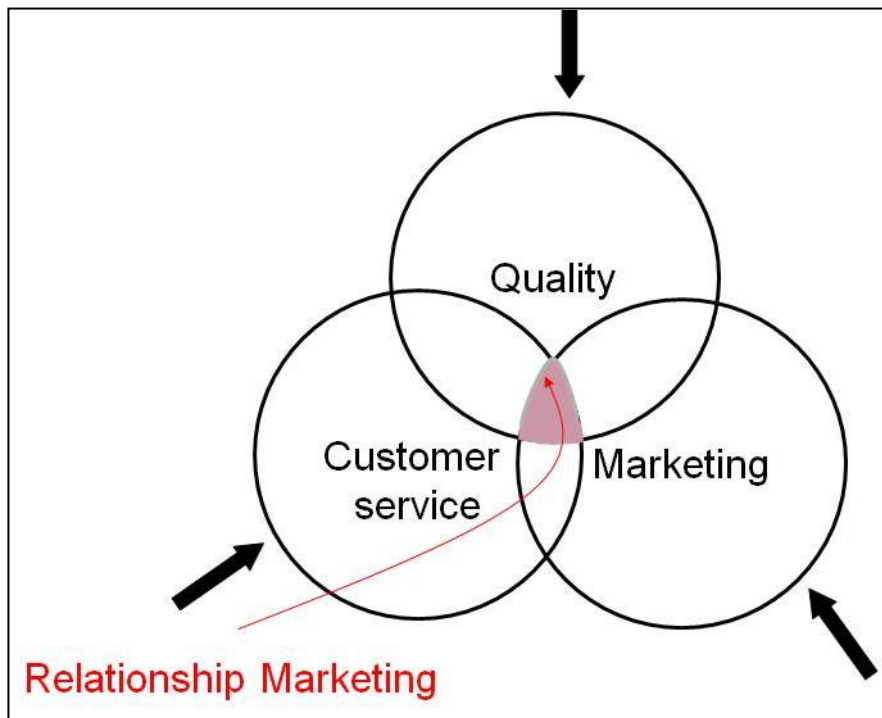 Quality
Customer
service
Marketing
Relationship Marketing